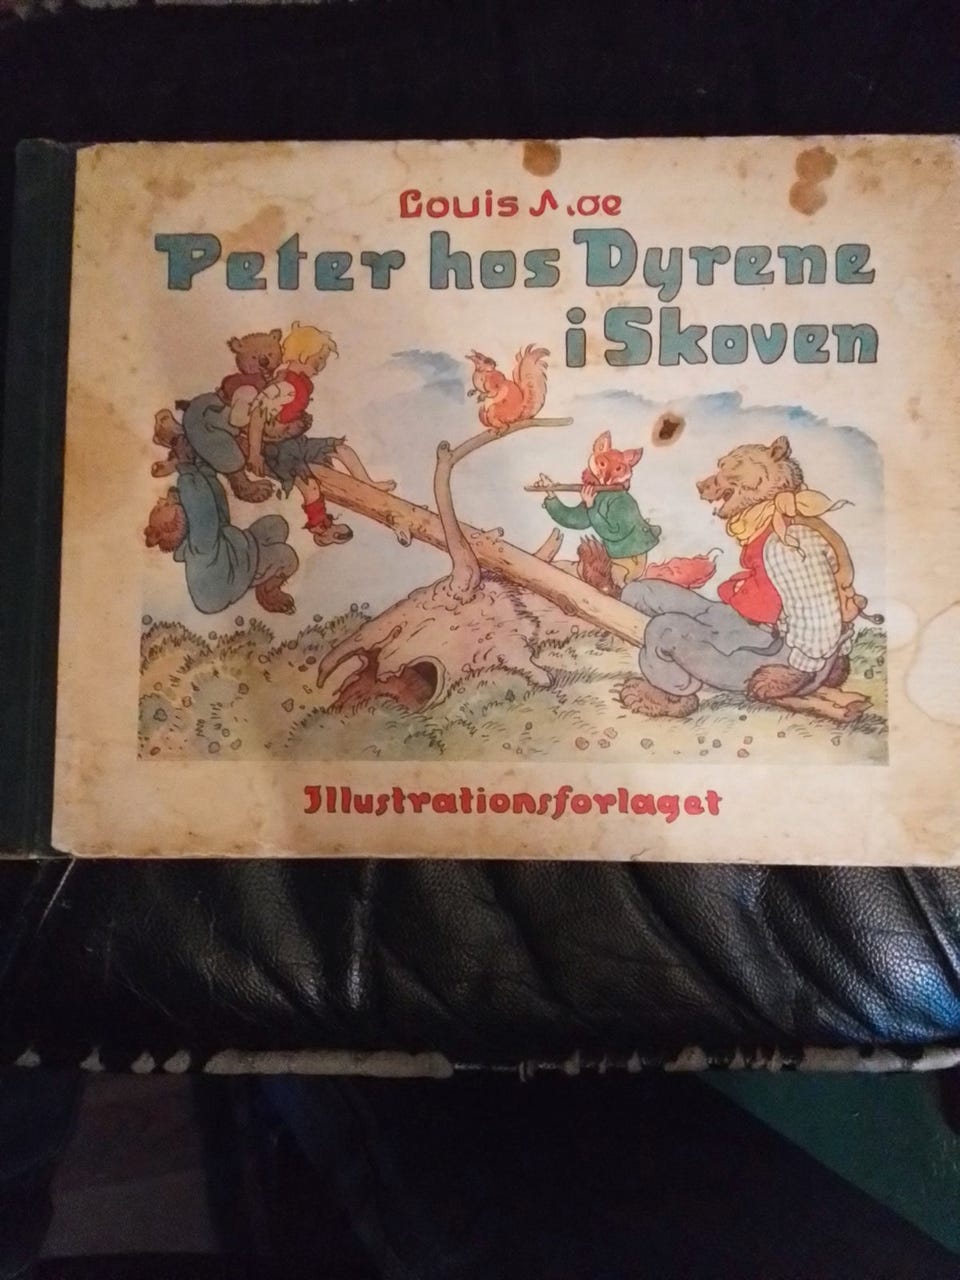 Louis Moe
Peter hos Dyrene
i Skoven
Illustrationsforlaget